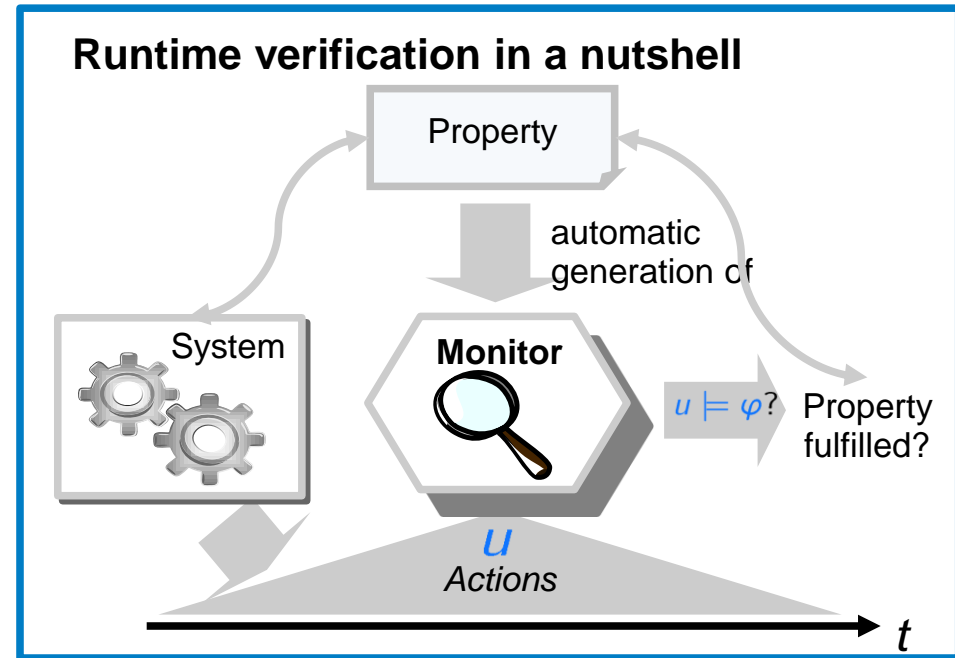 Runtime verification in a nutshell
Property
automatic
generation of
System
Monitor
u ⊨ φ?
Property
fulfilled?
u
Actions
t